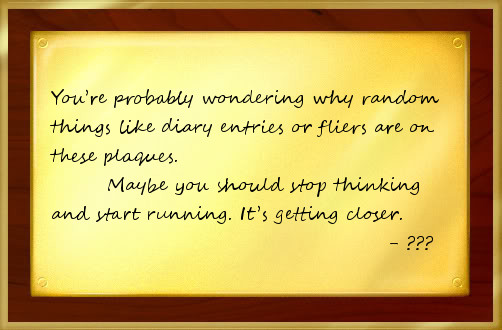 You're probably wondering why random
things like diary entries or fliers are on
these plaques.
Maybe you should stop thinking
and start running. It's getting closer.
- ???